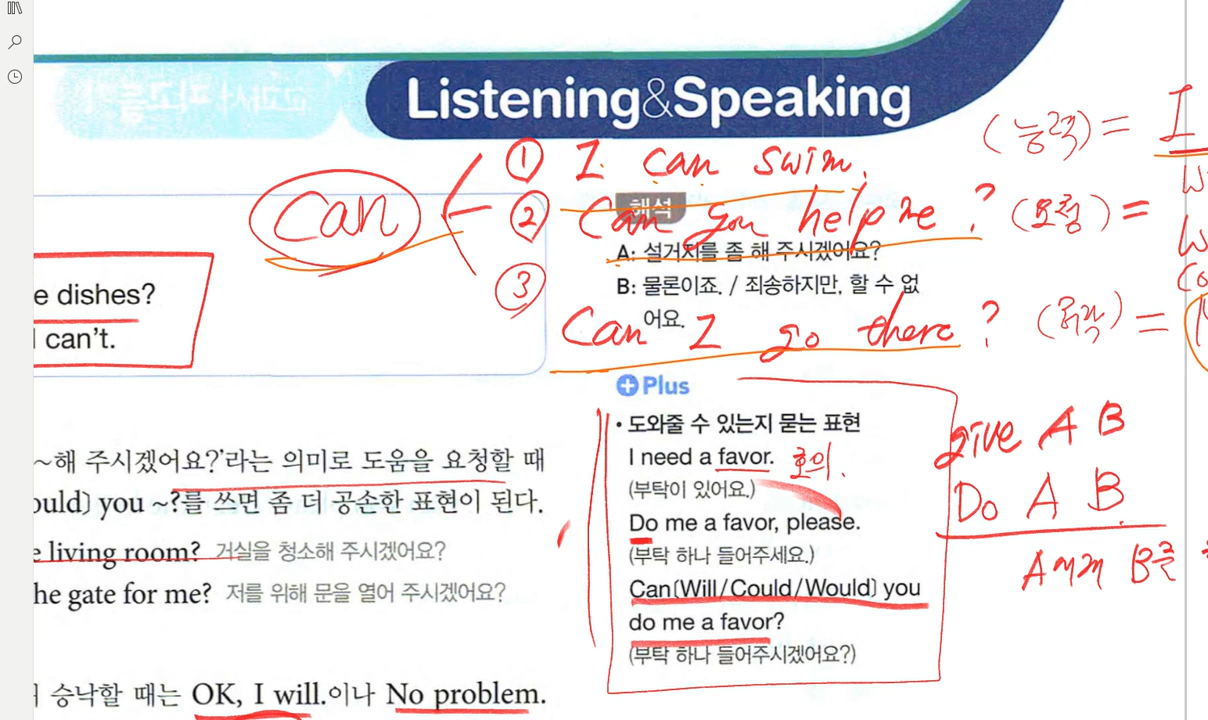 Listening&Speaking
can
① I can swim. (능력) = I
해석
② Can you help me? (요청) =
A: 설거지를 좀 해 주시겠어요?
B: 물론이죠. / 죄송하지만, 할 수 없
어요.
③ Can I go there? (허락) =
e dishes?
I can't.
Plus
• 도와줄 수 있는지 묻는 표현
I need a favor. 호의.
(부탁이 있어요.)
Do me a favor, please.
(부탁 하나 들어주세요.)
Can(Will/Could/Would) you
do me a favor?
(부탁 하나 들어주시겠어요?)
give A B
Do A B
A에게 B를
~해 주시겠어요?'라는 의미로 도움을 요청할 때
ould) you ~?를 쓰면 좀 더 공손한 표현이 된다.
e living room? 거실을 청소해 주시겠어요?
he gate for me? 저를 위해 문을 열어 주시겠어요?
승낙할 때는 OK, I will.이나 No problem.